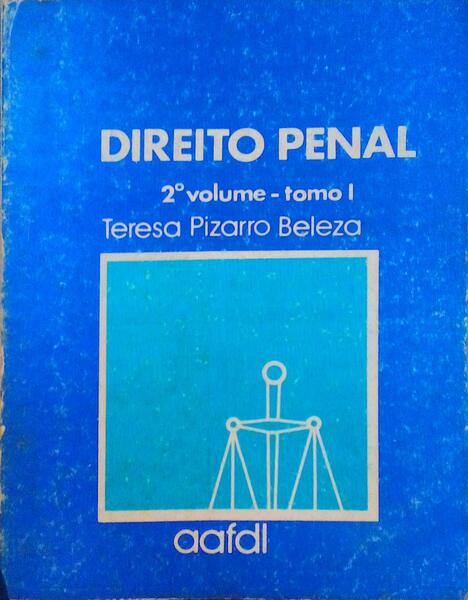 DIREITO PENAL
2º volume - tomo I
Teresa Pizarro Beleza
aafdl